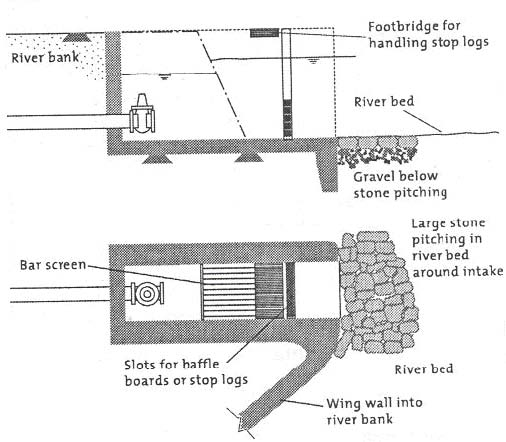 Footbridge for
handling stop logs
River bank
River bed
Gravel below
stone pitching
Large stone
pitching in
river bed
around intake
Bar screen
Slots for baffle
boards or stop logs
River bed
Wing wall into
river bank